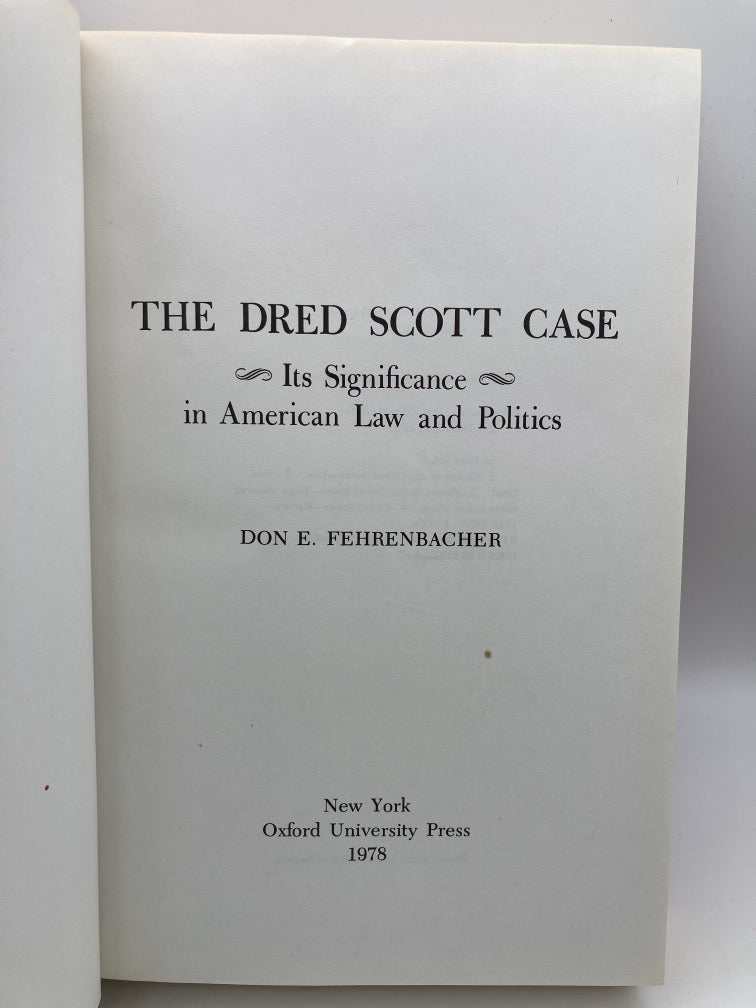 THE DRED SCOTT CASE
Its Significance
in American Law and Politics
DON E. FEHRENBACHER
New York
Oxford University Press
1978